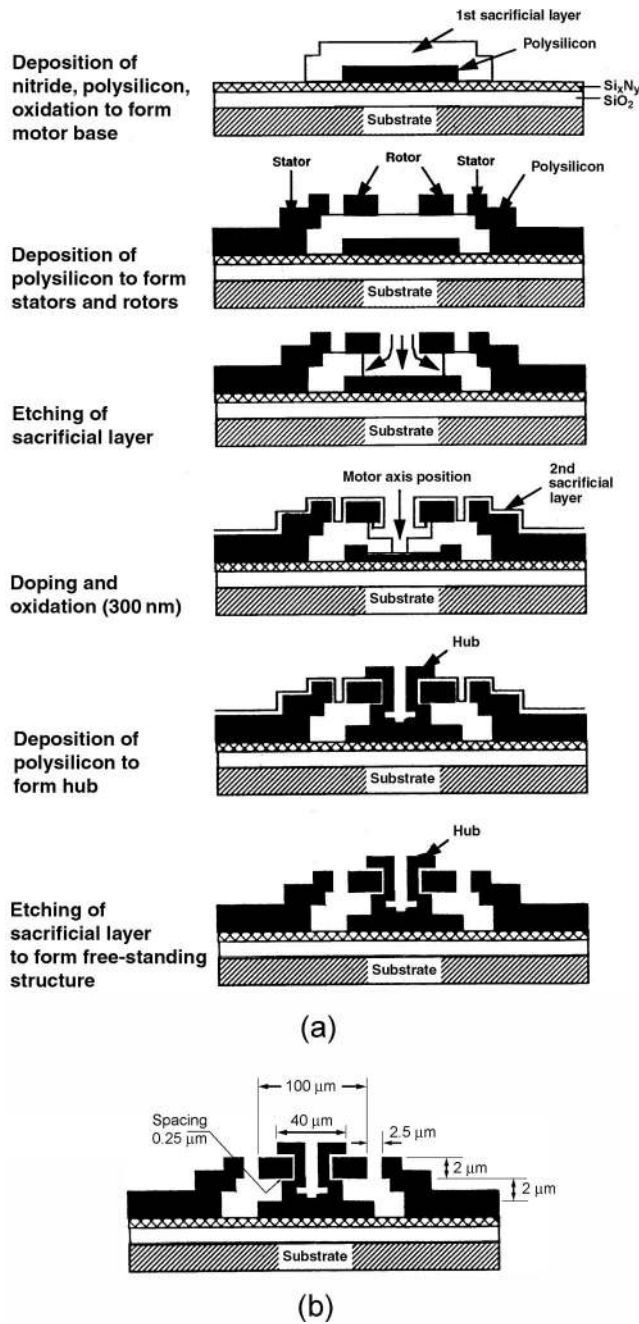 1st sacrificial layer
Polysilicon
Deposition of
nitride, polysilicon,
oxidation to form
motor base
SiₓNᵧ
SiO₂
Substrate
Stator
Rotor
Stator
Polysilicon
Deposition of
polysilicon to form
stators and rotors
Substrate
Etching of
sacrificial layer
Substrate
Motor axis position
2nd
sacrificial
layer
Doping and
oxidation (300 nm)
Substrate
Hub
Deposition of
polysilicon to
form hub
Substrate
Hub
Etching of
sacrificial layer
to form free-standing
structure
Substrate
(a)
100 μm
Spacing
0.25 μm
40 μm
2.5 μm
2 μm
2 μm
Substrate
(b)